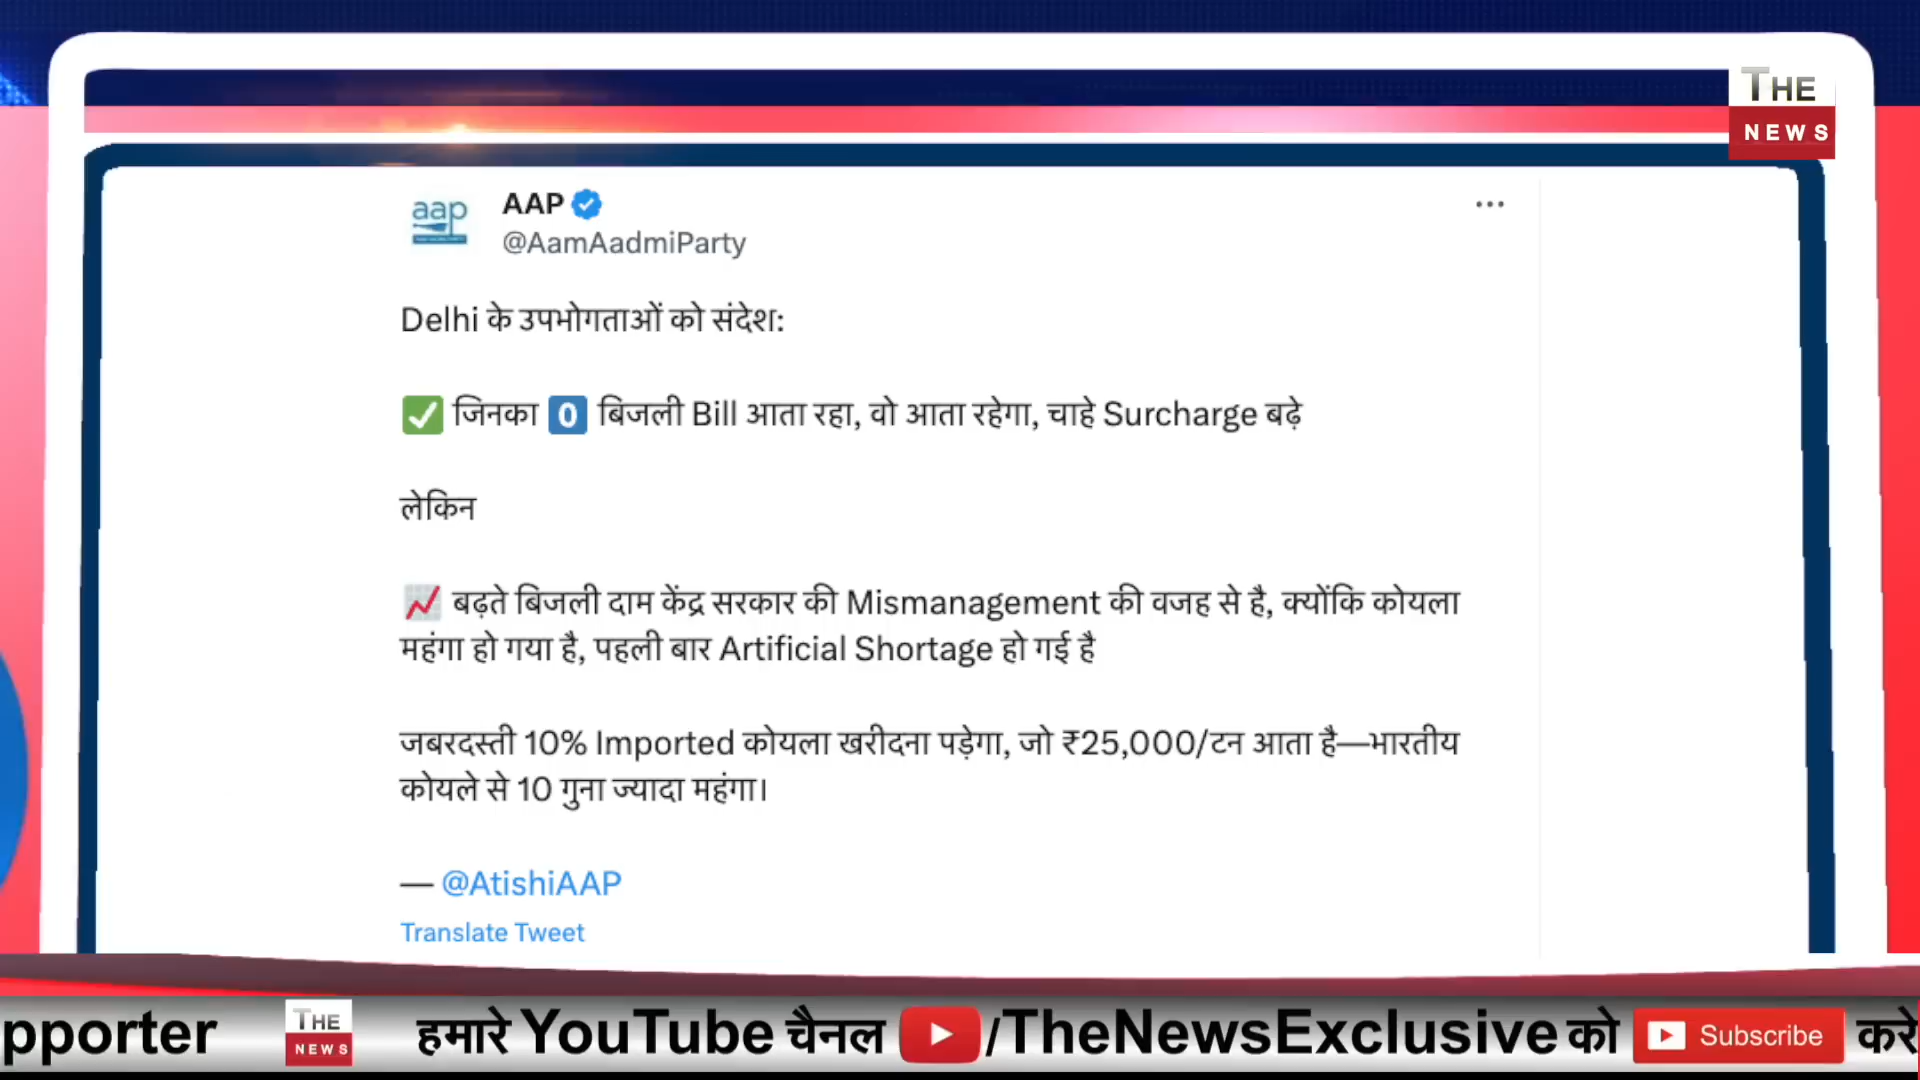 THE
NEWS
aap
AAP
@AamAadmiParty
Delhi के उपभोगताओं को संदेश:
✅ जिनका 0️⃣ बिजली Bill आता रहा, वो आता रहेगा, चाहे Surcharge बढ़े
लेकिन
📈 बढ़ते बिजली दाम केंद्र सरकार की Mismanagement की वजह से है, क्योंकि कोयला
महंगा हो गया है, पहली बार Artificial Shortage हो गई है
जबरदस्ती 10% Imported कोयला खरीदना पड़ेगा, जो ₹25,000/टन आता है—भारतीय
कोयले से 10 गुना ज्यादा महंगा।
— @AtishiAAP
Translate Tweet
pporter THE NEWS हमारे YouTube चैनल /TheNewsExclusive को Subscribe करे